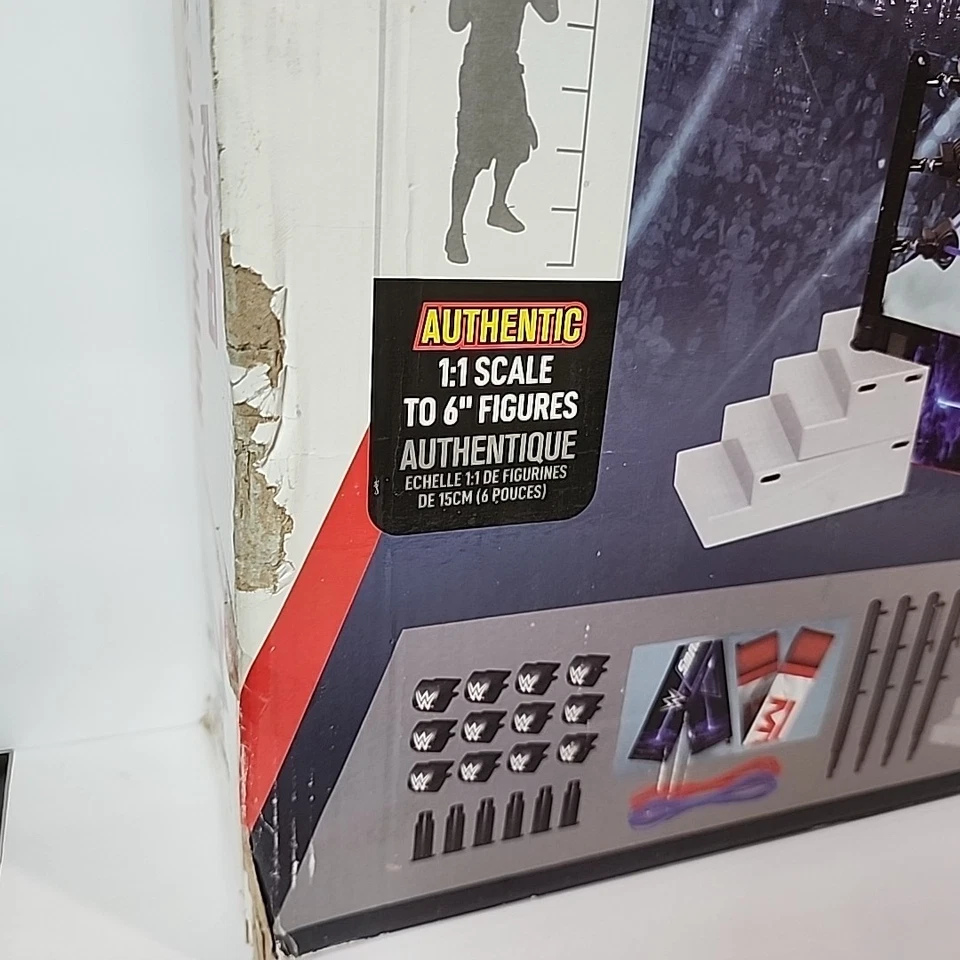 AUTHENTIC
1:1 SCALE
TO 6" FIGURES
AUTHENTIQUE
ECHELLE 1:1 DE FIGURINES
DE 15CM (6 POUCES)
W W W W
W W W W
W W W W
W
M